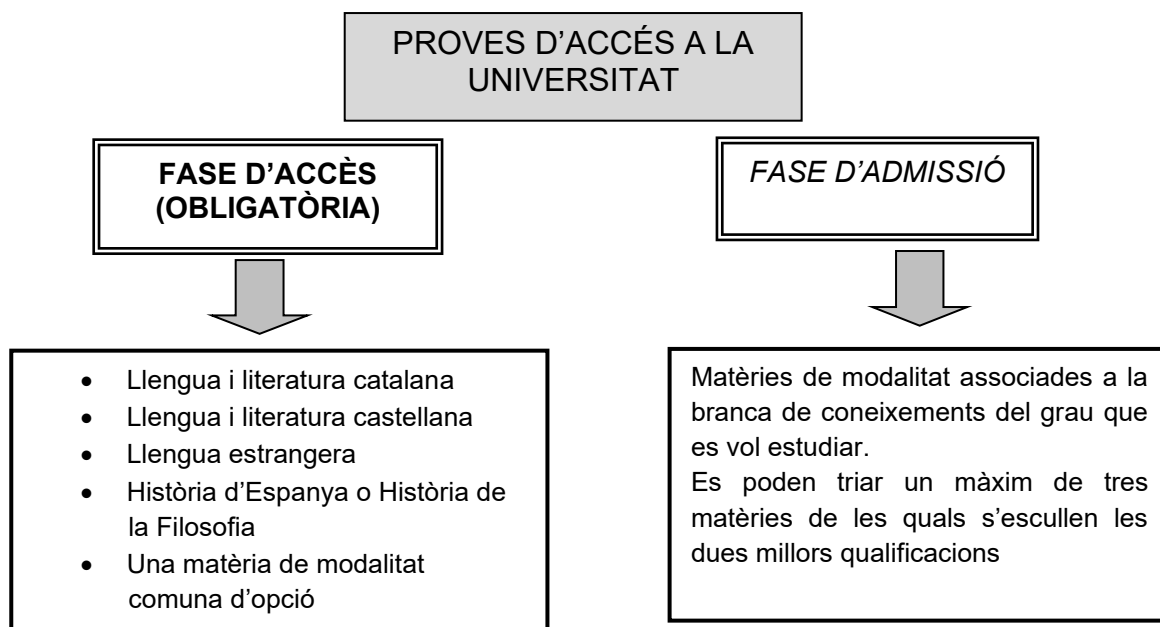 PROVES D’ACCÉS A LA
UNIVERSITAT
FASE D’ACCÈS
(OBLIGATÒRIA)
FASE D’ADMISSIÓ
• Llengua i literatura catalana
• Llengua i literatura castellana
• Llengua estrangera
• Història d’Espanya o Història de
la Filosofia
• Una matèria de modalitat
comuna d’opció
Matèries de modalitat associades a la
branca de coneixements del grau que
es vol estudiar.
Es poden triar un màxim de tres
matèries de les quals s’escullen les
dues millors qualificacions